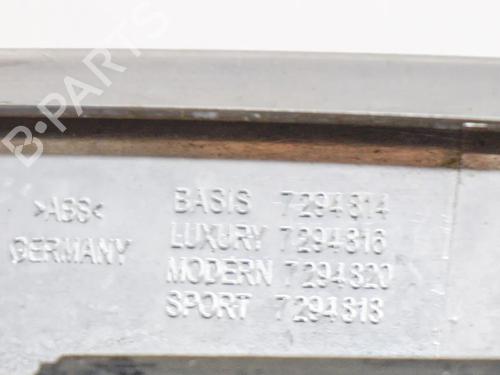 B-PARTS
>ABS<
GERMANY
BASIS 7294814
LUXURY 7294816
MODERN 7294820
SPORT 7294818